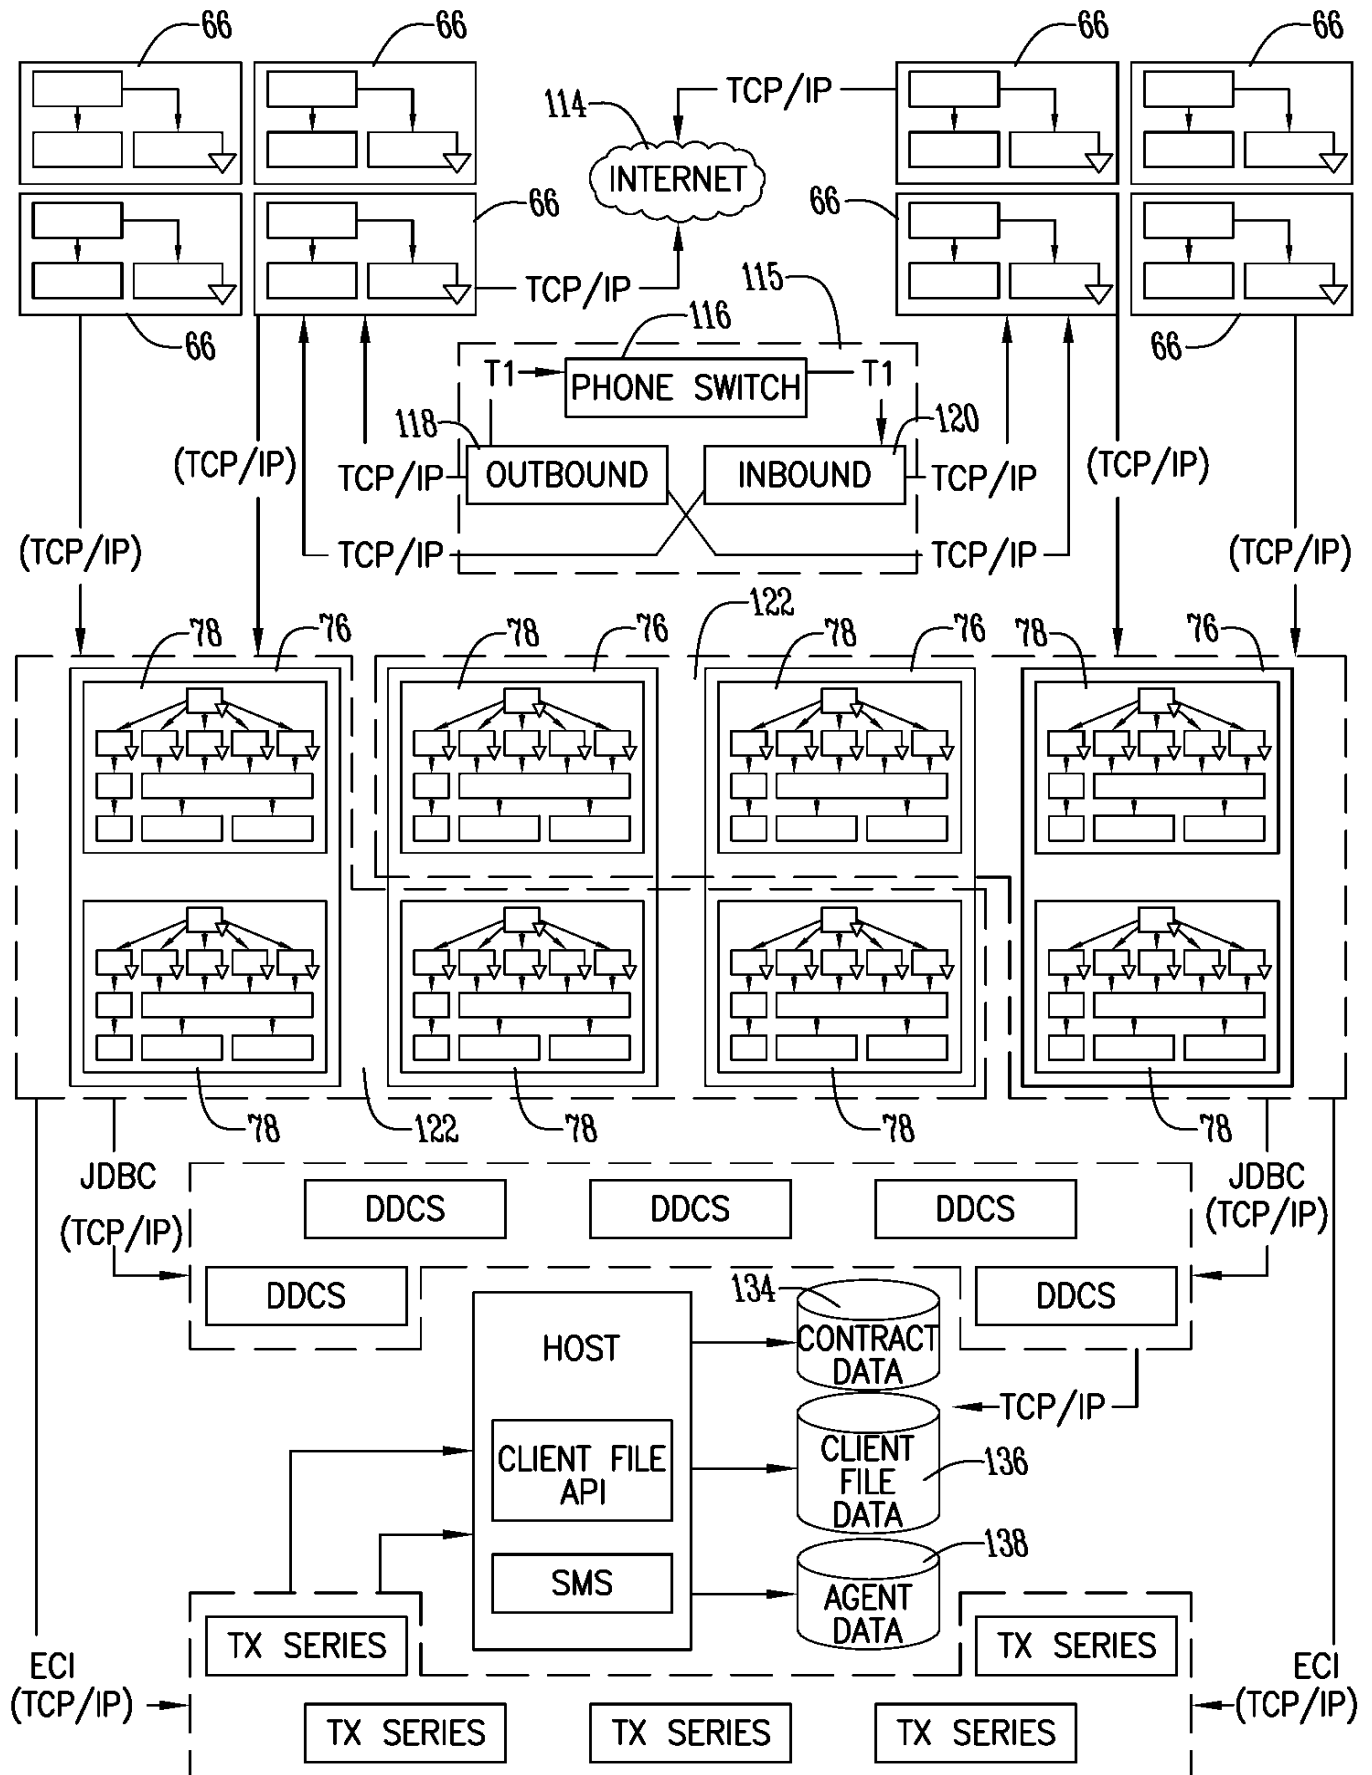 66
66
66
66
114
TCP/IP
INTERNET
66
66
TCP/IP
115
66
116
66
T1
PHONE SWITCH
T1
118
120
(TCP/IP)
TCP/IP
OUTBOUND
INBOUND
TCP/IP
(TCP/IP)
(TCP/IP)
TCP/IP
TCP/IP
(TCP/IP)
78
76
78
76
122
78
76
78
76
78
122
78
78
78
JDBC
(TCP/IP)
DDCS
DDCS
DDCS
JDBC
(TCP/IP)
DDCS
134
DDCS
HOST
CONTRACT
DATA
TCP/IP
CLIENT FILE
API
CLIENT
FILE
DATA
136
SMS
138
AGENT
DATA
TX SERIES
TX SERIES
ECI
(TCP/IP)
ECI
(TCP/IP)
TX SERIES
TX SERIES
TX SERIES